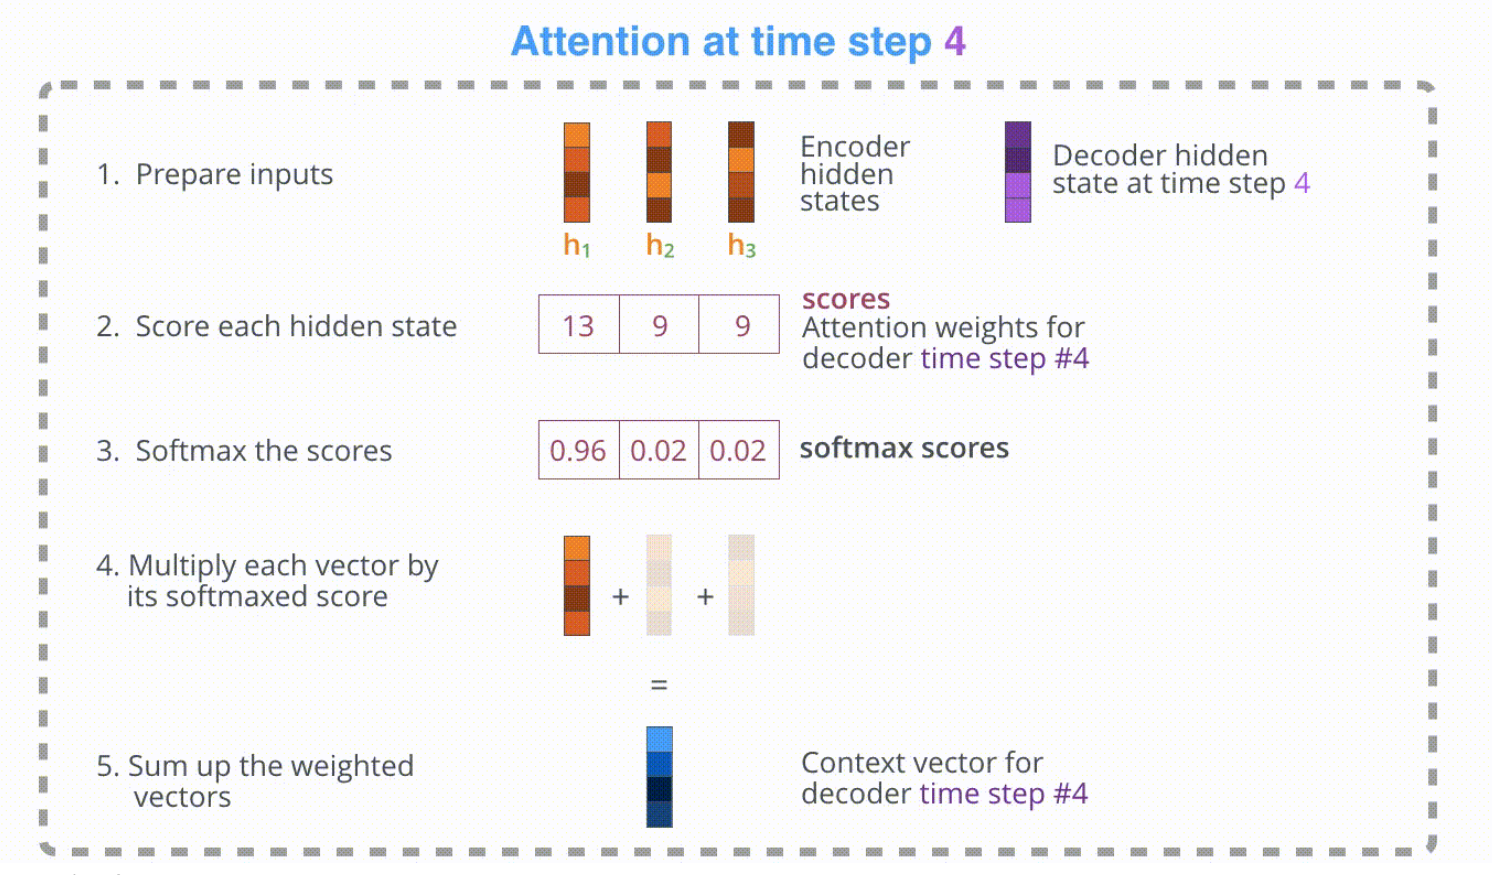 Attention at time step 4
1. Prepare inputs
Encoder
hidden
states
Decoder hidden
state at time step 4
h1
h2
h3
2. Score each hidden state
13
9
9
scores
Attention weights for
decoder time step #4
3. Softmax the scores
0.96
0.02
0.02
softmax scores
4. Multiply each vector by
its softmaxed score
+
+
=
5. Sum up the weighted
vectors
Context vector for
decoder time step #4